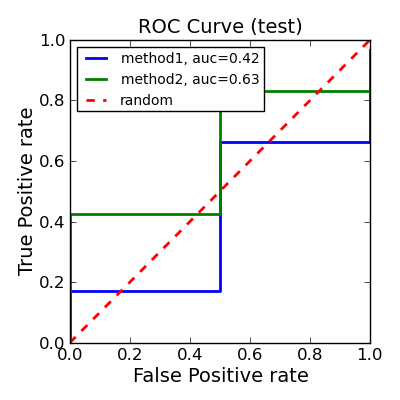 ROC Curve (test)
method1, auc=0.42
method2, auc=0.63
random
True Positive rate
1.0
0.8
0.6
0.4
0.2
0.0
0.0 0.2 0.4 0.6 0.8 1.0
False Positive rate